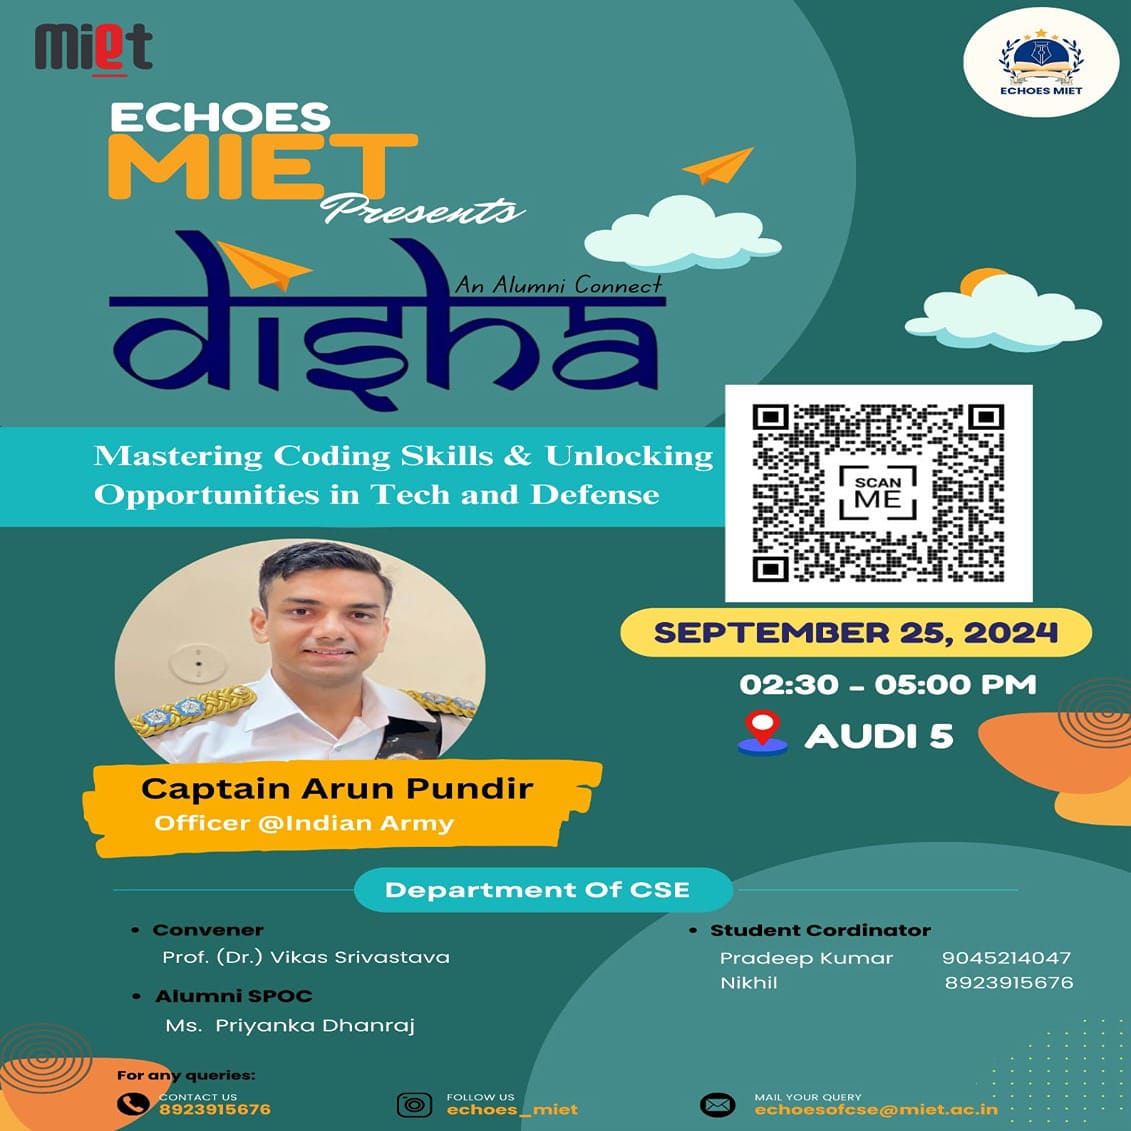 miet
ECHOES MIET
ECHOES
MIET
Presents
disha
An Alumni Connect
Mastering Coding Skills & Unlocking
Opportunities in Tech and Defense
SCAN
ME
SEPTEMBER 25, 2024
02:30 - 05:00 PM
AUDI 5
Captain Arun Pundir
Officer @Indian Army
Department Of CSE
• Convener
Prof. (Dr.) Vikas Srivastava
• Alumni SPOC
Ms. Priyanka Dhanraj
• Student Cordinator
Pradeep Kumar 9045214047
Nikhil 8923915676
For any queries:
CONTACT US
8923915676
FOLLOW US
echoes_miet
MAIL YOUR QUERY
echoesofcse@miet.ac.in